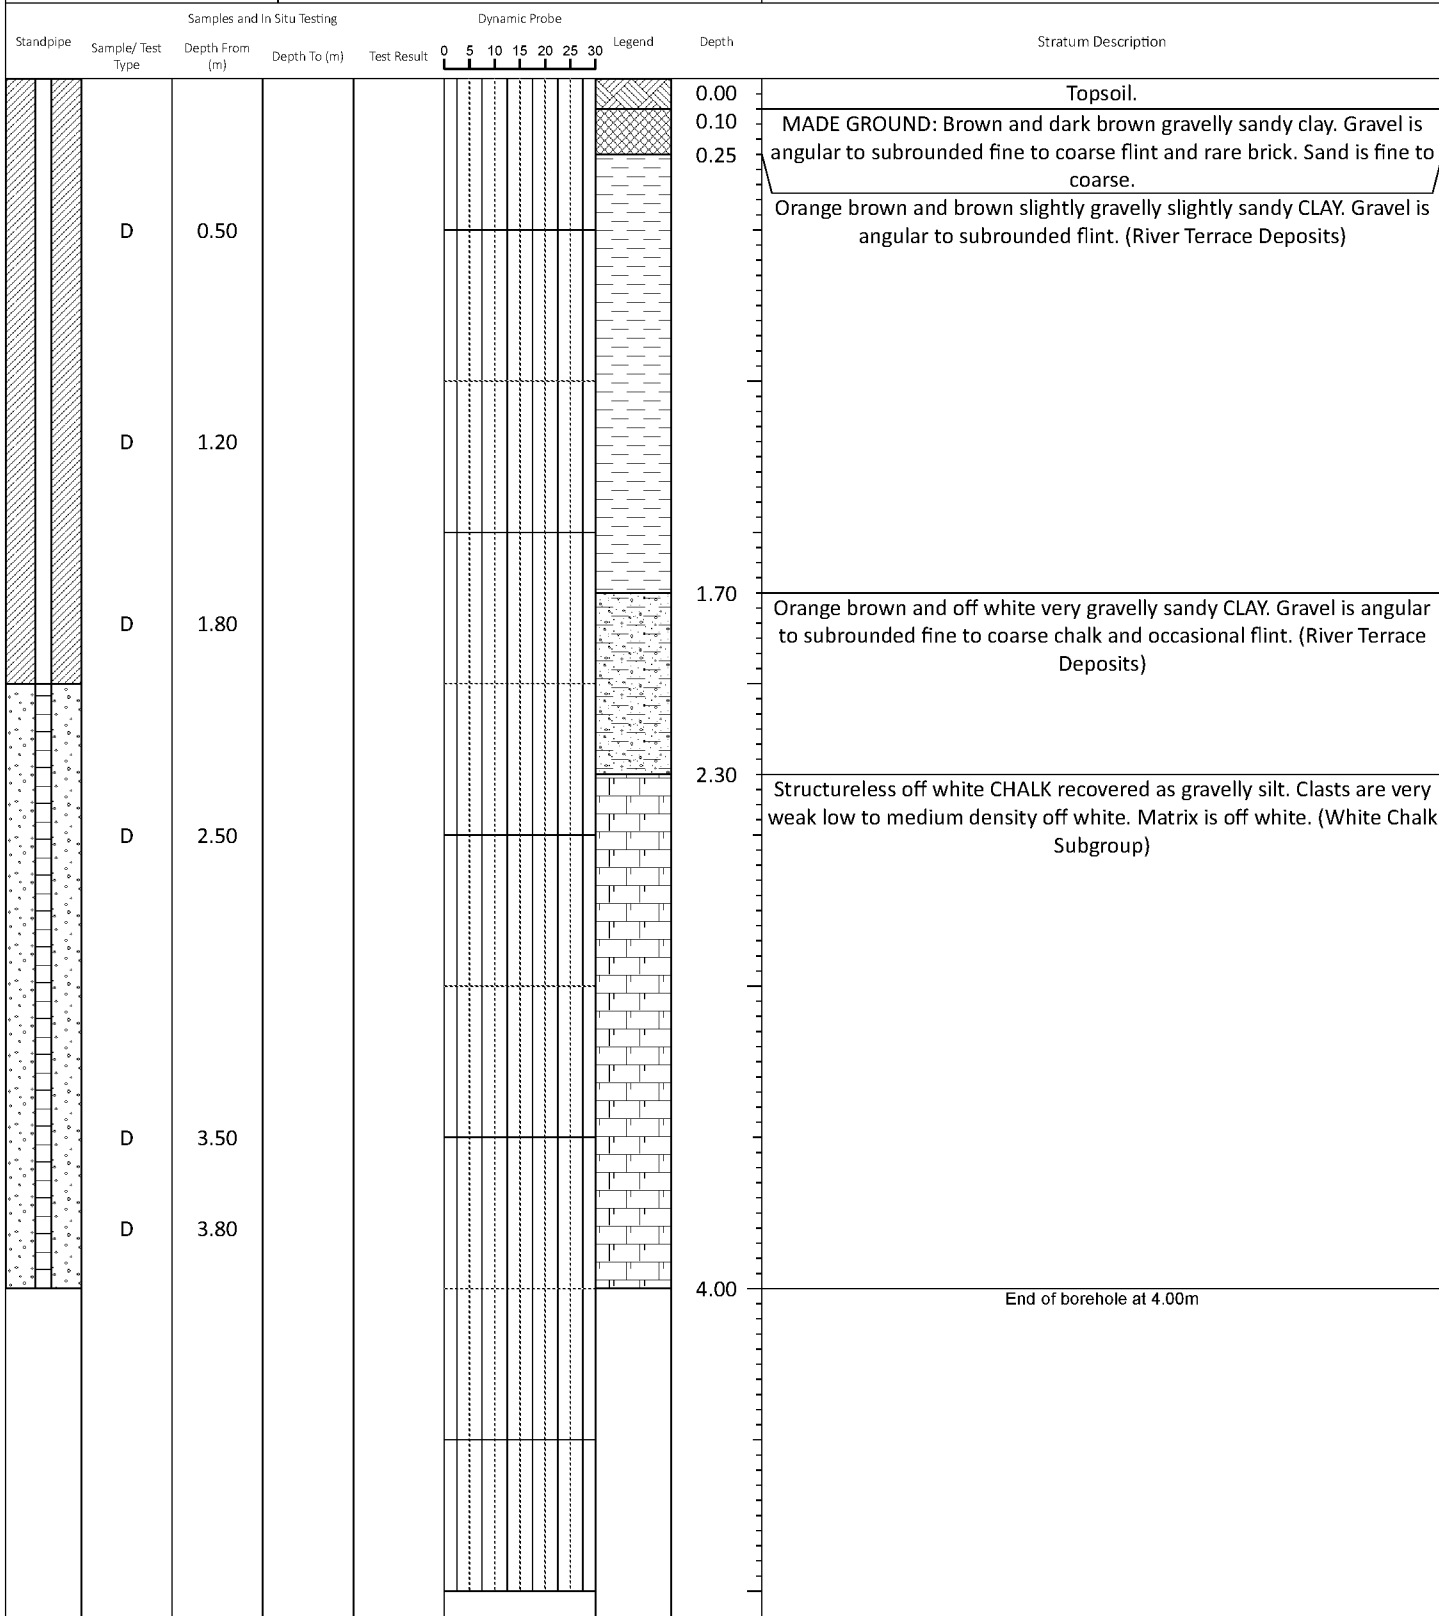 Samples and In Situ Testing
Dynamic Probe
Standpipe
Sample/ Test
Type
Depth From
(m)
Depth To (m)
Test Result
0 5 10 15 20 25 30
Legend
Depth
Stratum Description
0.00
Topsoil.
0.10
MADE GROUND: Brown and dark brown gravelly sandy clay. Gravel is
0.25
angular to subrounded fine to coarse flint and rare brick. Sand is fine to
coarse.
Orange brown and brown slightly gravelly slightly sandy CLAY. Gravel is
angular to subrounded flint. (River Terrace Deposits)
D 0.50
D 1.20
1.70
Orange brown and off white very gravelly sandy CLAY. Gravel is angular
to subrounded fine to coarse chalk and occasional flint. (River Terrace
Deposits)
D 1.80
2.30
Structureless off white CHALK recovered as gravelly silt. Clasts are very
weak low to medium density off white. Matrix is off white. (White Chalk
Subgroup)
D 2.50
D 3.50
D 3.80
4.00
End of borehole at 4.00m